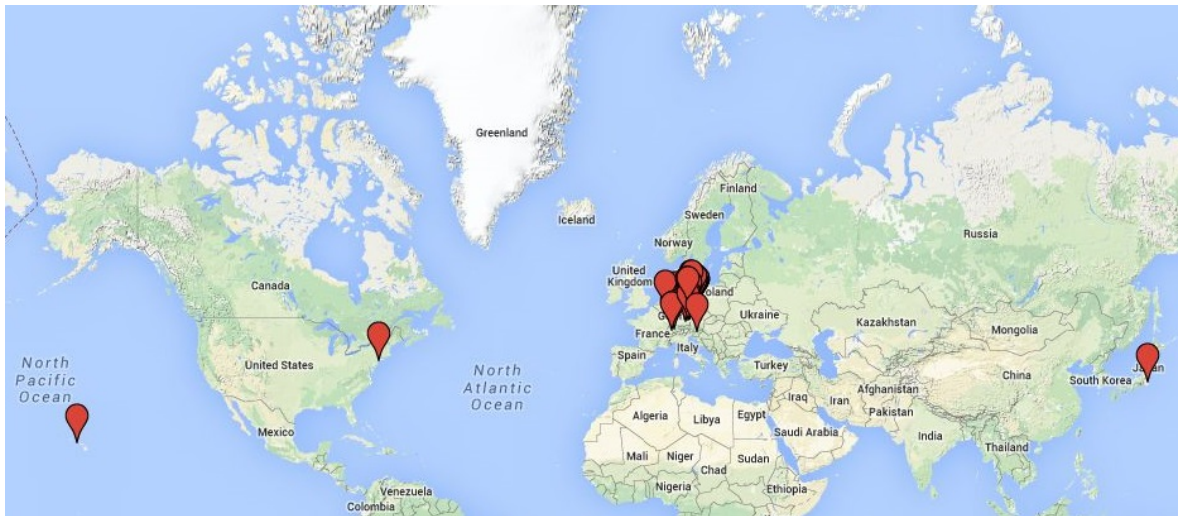 Greenland
Iceland
Finland
Sweden
Norway
Russia
United
Kingdom
Canada
Ukraine
Kazakhstan
Mongolia
France
Italy
Spain
Turkey
United States
North
Pacific
Ocean
North
Atlantic
Ocean
China
South Korea
Afghanistan
Iraq
Iran
Pakistan
Algeria
Libya
Egypt
Saudi Arabia
India
Mexico
Mali
Niger
Chad
Sudan
Thailand
Nigeria
Ethiopia
Venezuela
Colombia